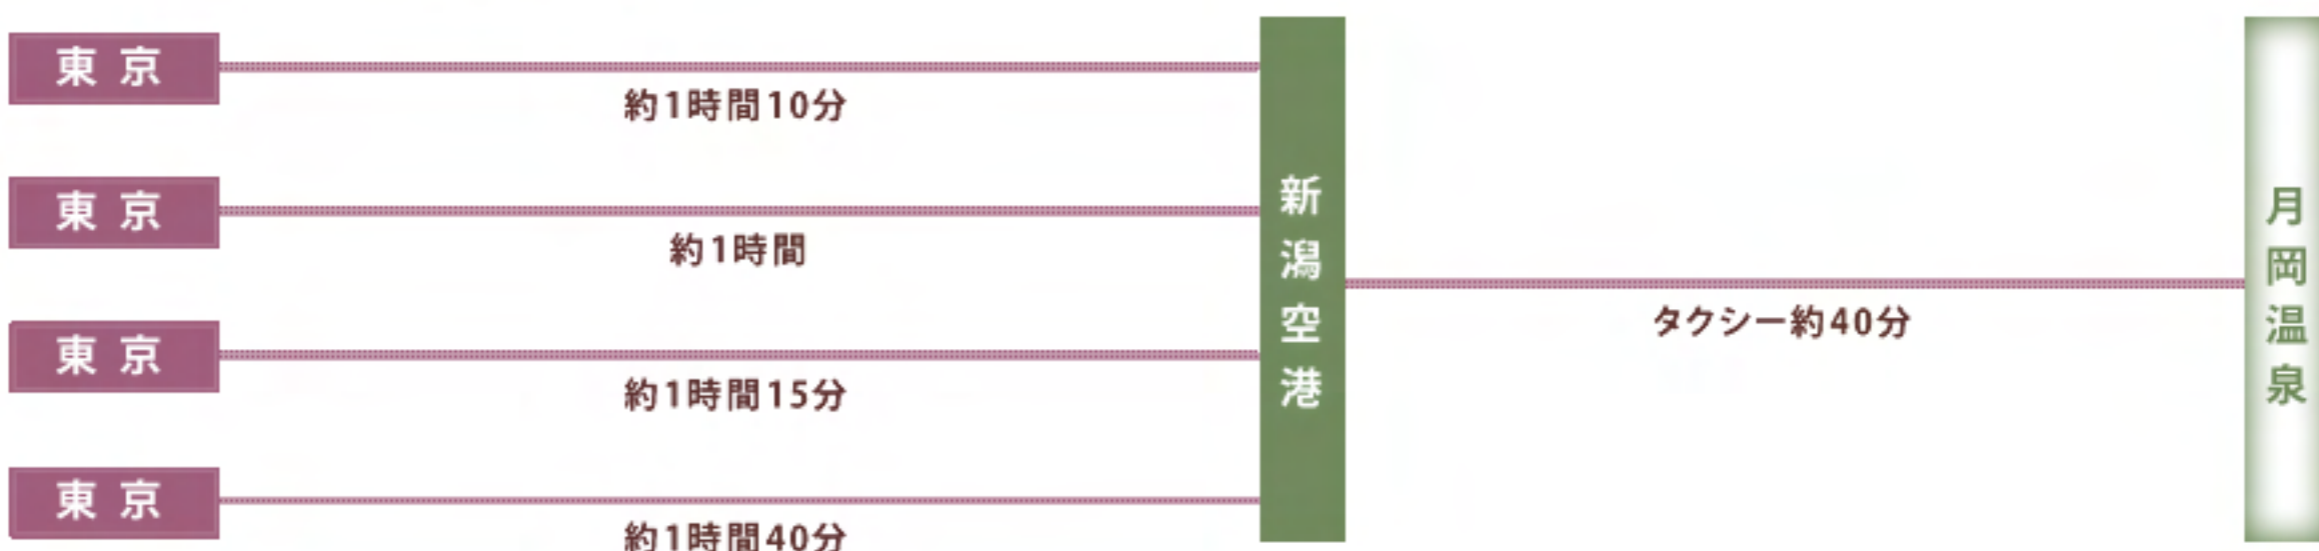 東京
約1時間10分
東京
約1時間
東京
約1時間15分
東京
約1時間40分
新潟空港
タクシー約40分
月岡温泉